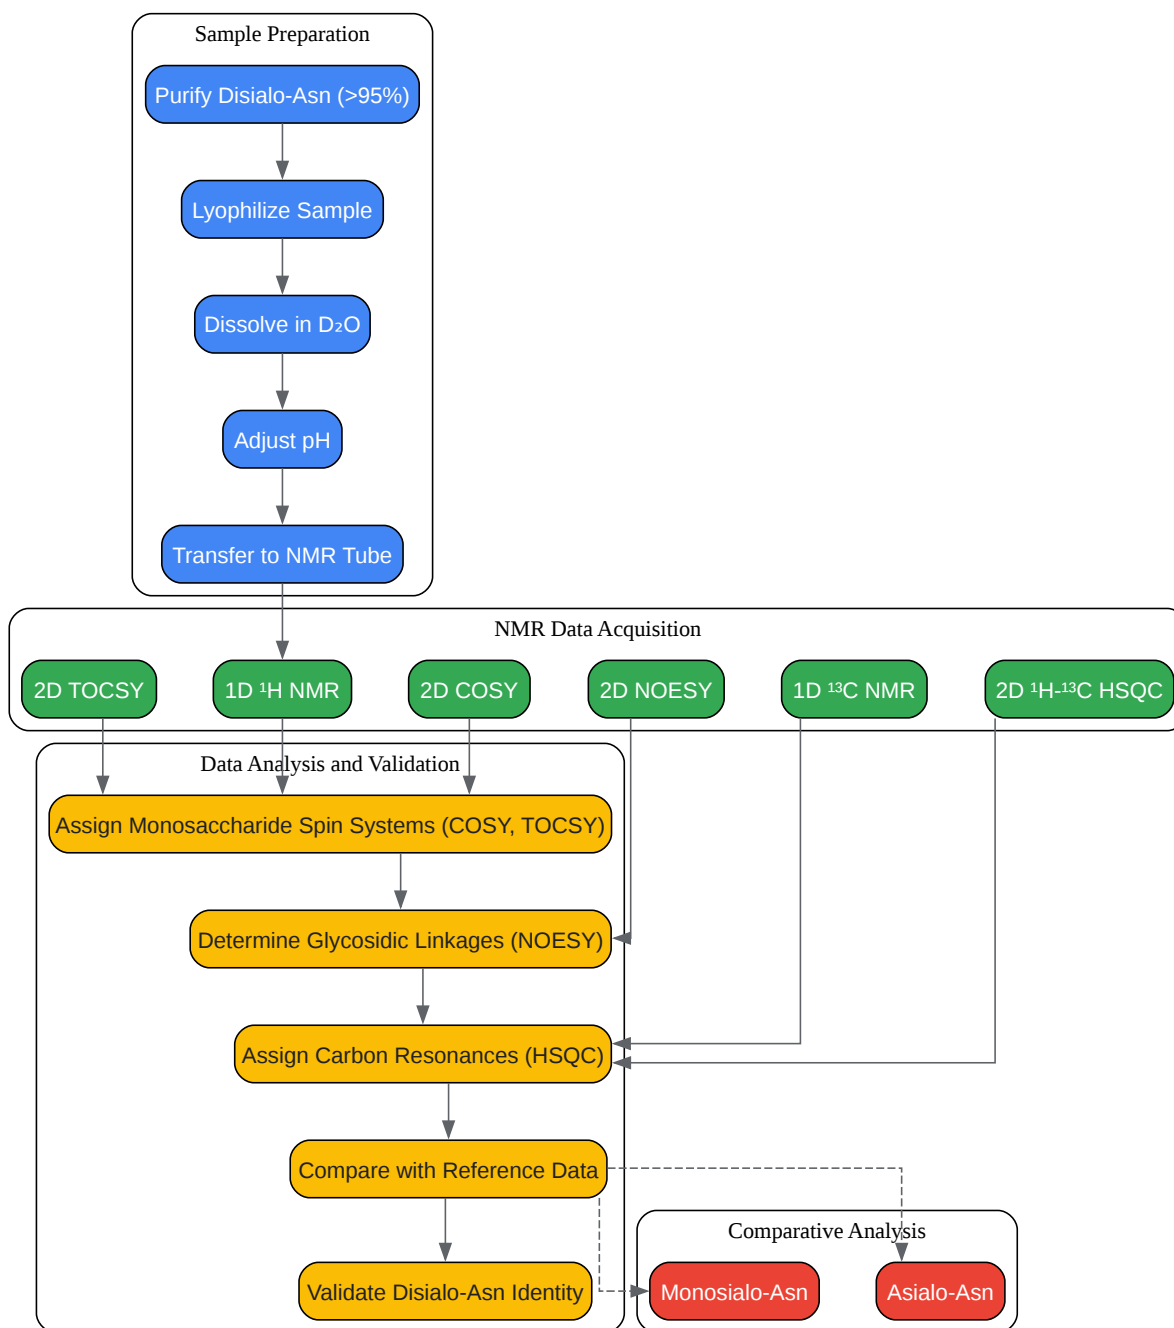 Sample Preparation
Purify Disialo-Asn (>95%)
Lyophilize Sample
Dissolve in D₂O
Adjust pH
Transfer to NMR Tube
NMR Data Acquisition
2D TOCSY
1D ¹H NMR
2D COSY
2D NOESY
1D ¹³C NMR
2D ¹H-¹³C HSQC
Data Analysis and Validation
Assign Monosaccharide Spin Systems (COSY, TOCSY)
Determine Glycosidic Linkages (NOESY)
Assign Carbon Resonances (HSQC)
Compare with Reference Data
Validate Disialo-Asn Identity
Comparative Analysis
Monosialo-Asn
Asialo-Asn